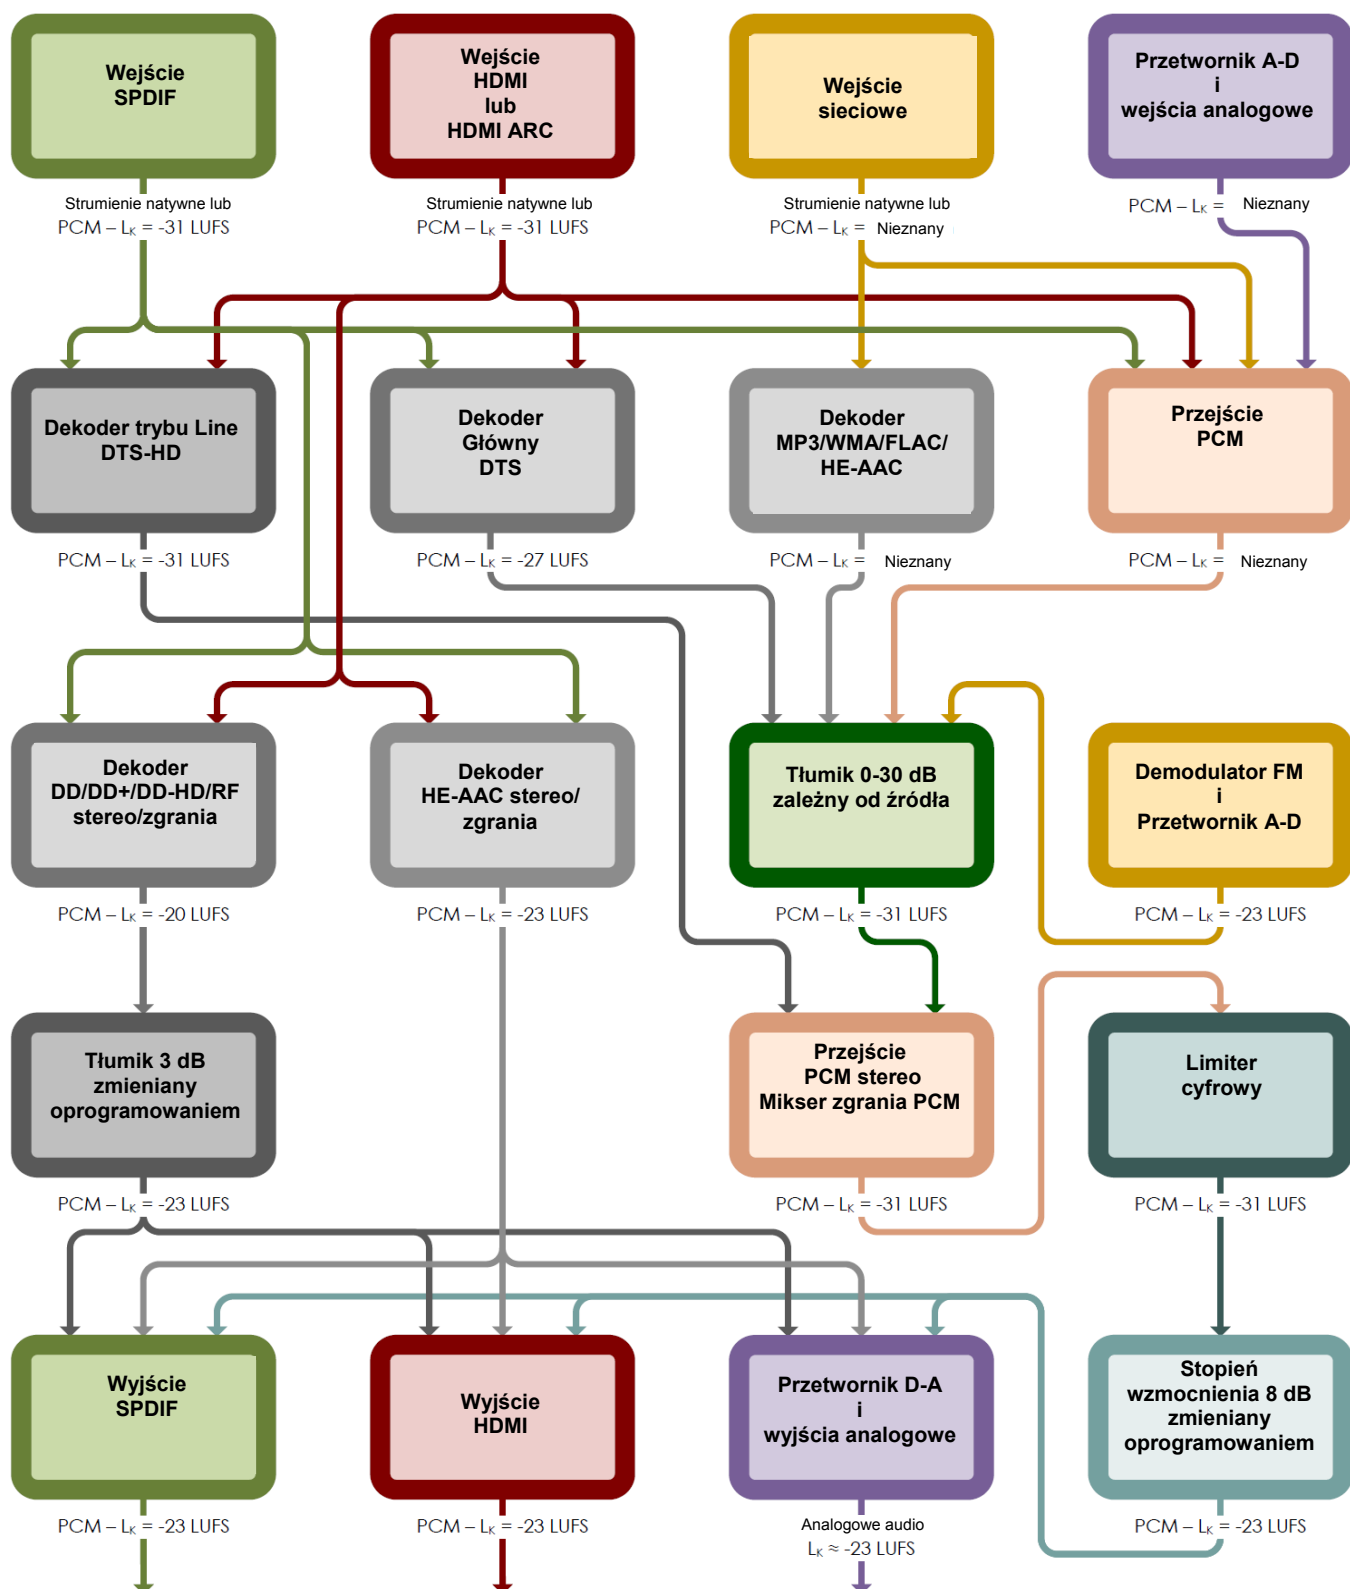 Wejście
SPDIF
Wejście
HDMI
lub
HDMI ARC
Wejście
sieciowe
Przetwornik A-D
i
wejścia analogowe
Strumienie natywne lub
PCM – LK = -31 LUFS
Strumienie natywne lub
PCM – LK = -31 LUFS
Strumienie natywne lub
PCM – LK = Nieznany
PCM – LK = Nieznany
Dekoder trybu Line
DTS-HD
Dekoder
Główny
DTS
Dekoder
MP3/WMA/FLAC/
HE-AAC
Przejście
PCM
PCM – LK = -31 LUFS
PCM – LK = -27 LUFS
PCM – LK = Nieznany
PCM – LK = Nieznany
Dekoder
DD/DD+/DD-HD/RF
stereo/zgrania
Dekoder
HE-AAC stereo/
zgrania
Tłumik 0-30 dB
zależny od źródła
Demodulator FM
i
Przetwornik A-D
PCM – LK = -20 LUFS
PCM – LK = -23 LUFS
PCM – LK = -31 LUFS
PCM – LK = -23 LUFS
Tłumik 3 dB
zmieniany
oprogramowaniem
Przejście
PCM stereo
Mikser zgrania PCM
Limiter
cyfrowy
PCM – LK = -23 LUFS
PCM – LK = -31 LUFS
PCM – LK = -31 LUFS
Wyjście
SPDIF
Wyjście
HDMI
Przetwornik D-A
i
wyjścia analogowe
Stopień
wzmocnienia 8 dB
zmieniany
oprogramowaniem
PCM – LK = -23 LUFS
PCM – LK = -23 LUFS
Analogowe audio
LK ≈ -23 LUFS
PCM – LK = -23 LUFS